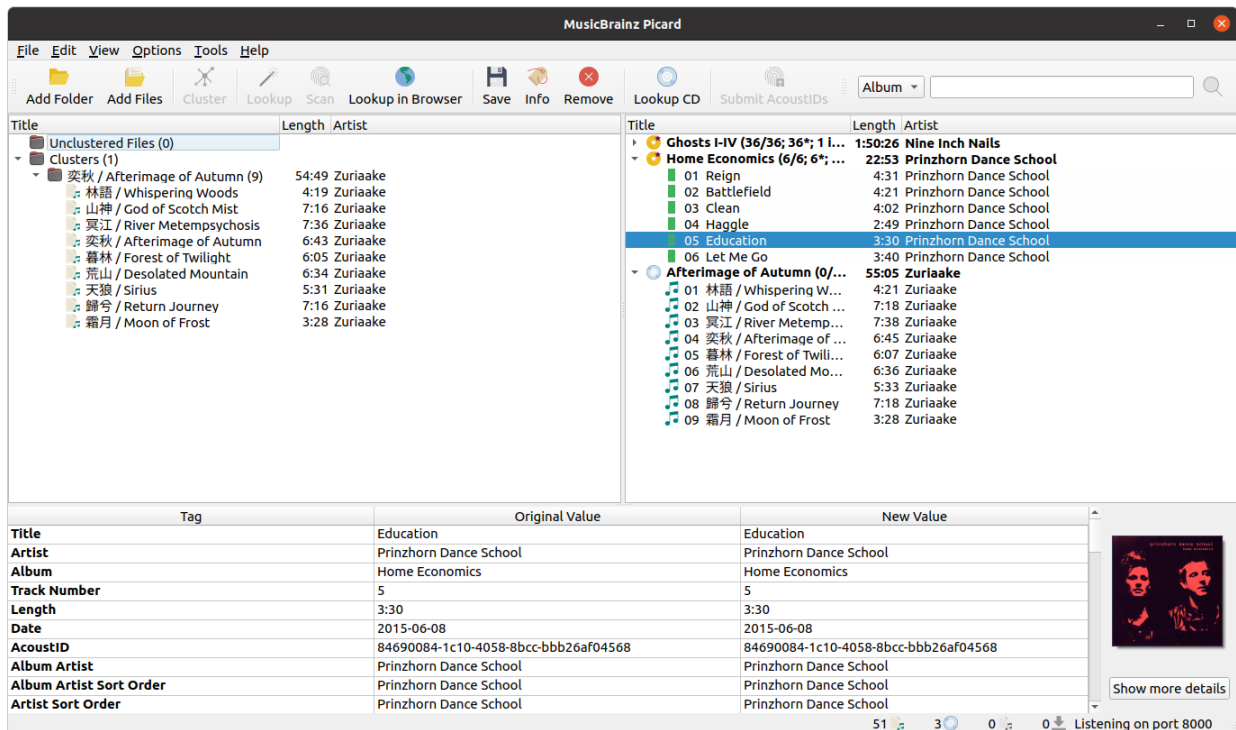 MusicBrainz Picard
File Edit View Options Tools Help
Add Folder Add Files Cluster Lookup Scan Lookup in Browser Save Info Remove Lookup CD Submit AcoustIDs Album
Title Length Artist
Unclustered Files (0)
Clusters (1)
奕秋 / Afterimage of Autumn (9) 54:49 Zuriaake
林語 / Whispering Woods 4:19 Zuriaake
山神 / God of Scotch Mist 7:16 Zuriaake
冥江 / River Metempsychosis 7:36 Zuriaake
奕秋 / Afterimage of Autumn 6:43 Zuriaake
暮林 / Forest of Twilight 6:05 Zuriaake
荒山 / Desolated Mountain 6:34 Zuriaake
天狼 / Sirius 5:31 Zuriaake
歸兮 / Return Journey 7:16 Zuriaake
霜月 / Moon of Frost 3:28 Zuriaake
Title Length Artist
Ghosts I-IV (36/36; 36*; 1 i... 1:50:26 Nine Inch Nails
Home Economics (6/6; 6*; ... 22:53 Prinzhorn Dance School
01 Reign 4:31 Prinzhorn Dance School
02 Battlefield 4:21 Prinzhorn Dance School
03 Clean 4:02 Prinzhorn Dance School
04 Haggle 2:49 Prinzhorn Dance School
05 Education 3:30 Prinzhorn Dance School
06 Let Me Go 3:40 Prinzhorn Dance School
Afterimage of Autumn (0/... 55:05 Zuriaake
01 林語 / Whispering W... 4:21 Zuriaake
02 山神 / God of Scotch ... 7:18 Zuriaake
03 冥江 / River Metemp... 7:38 Zuriaake
04 奕秋 / Afterimage of ... 6:45 Zuriaake
05 暮林 / Forest of Twili... 6:07 Zuriaake
06 荒山 / Desolated Mo... 6:36 Zuriaake
07 天狼 / Sirius 5:33 Zuriaake
08 歸兮 / Return Journey 7:18 Zuriaake
09 霜月 / Moon of Frost 3:28 Zuriaake
Tag Original Value New Value
Title Education Education
Artist Prinzhorn Dance School Prinzhorn Dance School
Album Home Economics Home Economics
Track Number 5 5
Length 3:30 3:30
Date 2015-06-08 2015-06-08
AcoustID 84690084-1c10-4058-8bcc-bbb26af04568 84690084-1c10-4058-8bcc-bbb26af04568
Album Artist Prinzhorn Dance School Prinzhorn Dance School
Album Artist Sort Order Prinzhorn Dance School Prinzhorn Dance School
Artist Sort Order Prinzhorn Dance School Prinzhorn Dance School
prinzhorn dance school
home economics
Show more details
51 3 0 0 Listening on port 8000